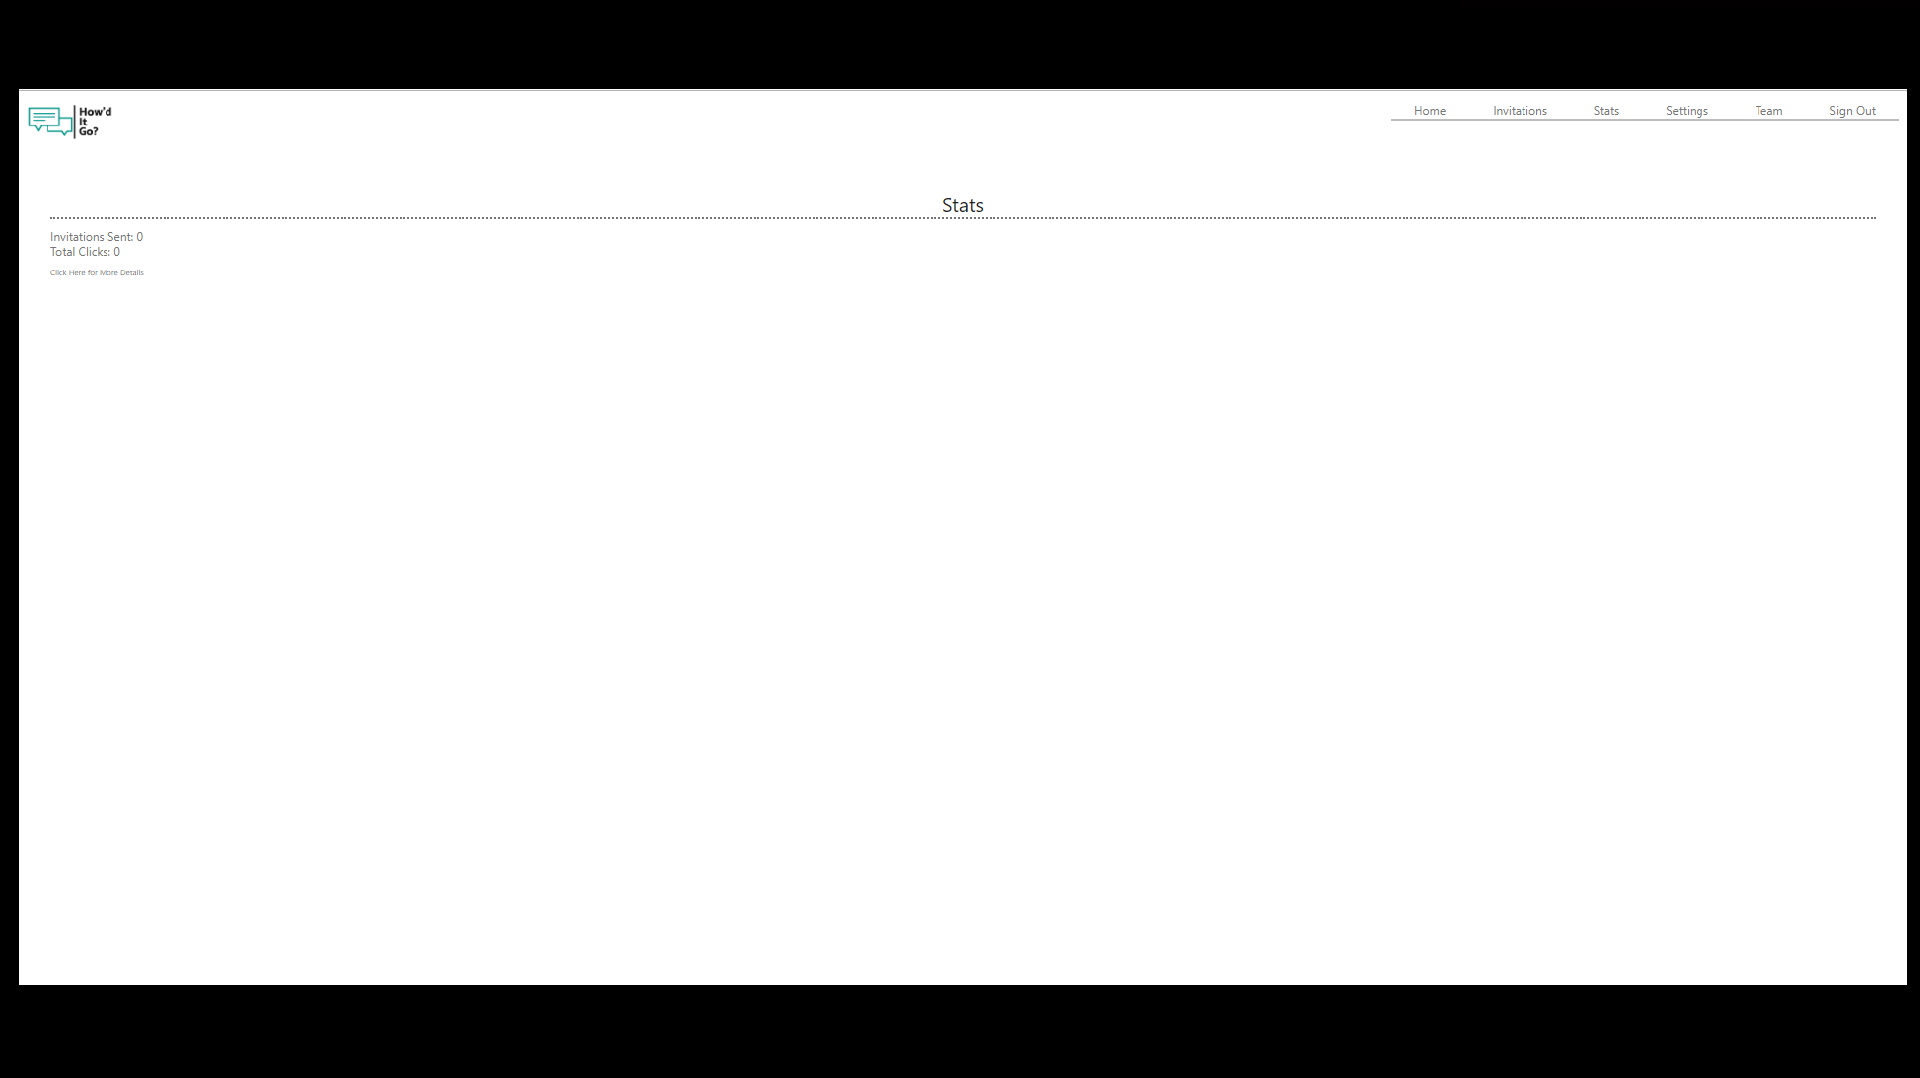 How'd
It
Go?
Home Invitations Stats Settings Team Sign Out
Stats
Invitations Sent: 0
Total Clicks: 0
Click Here for More Details